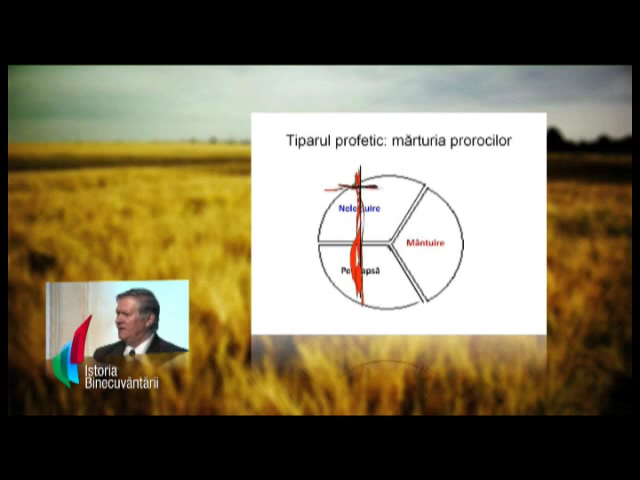 Tiparul profetic: mărturia prorocilor
Mântuire
Istoria
Binecuvântării